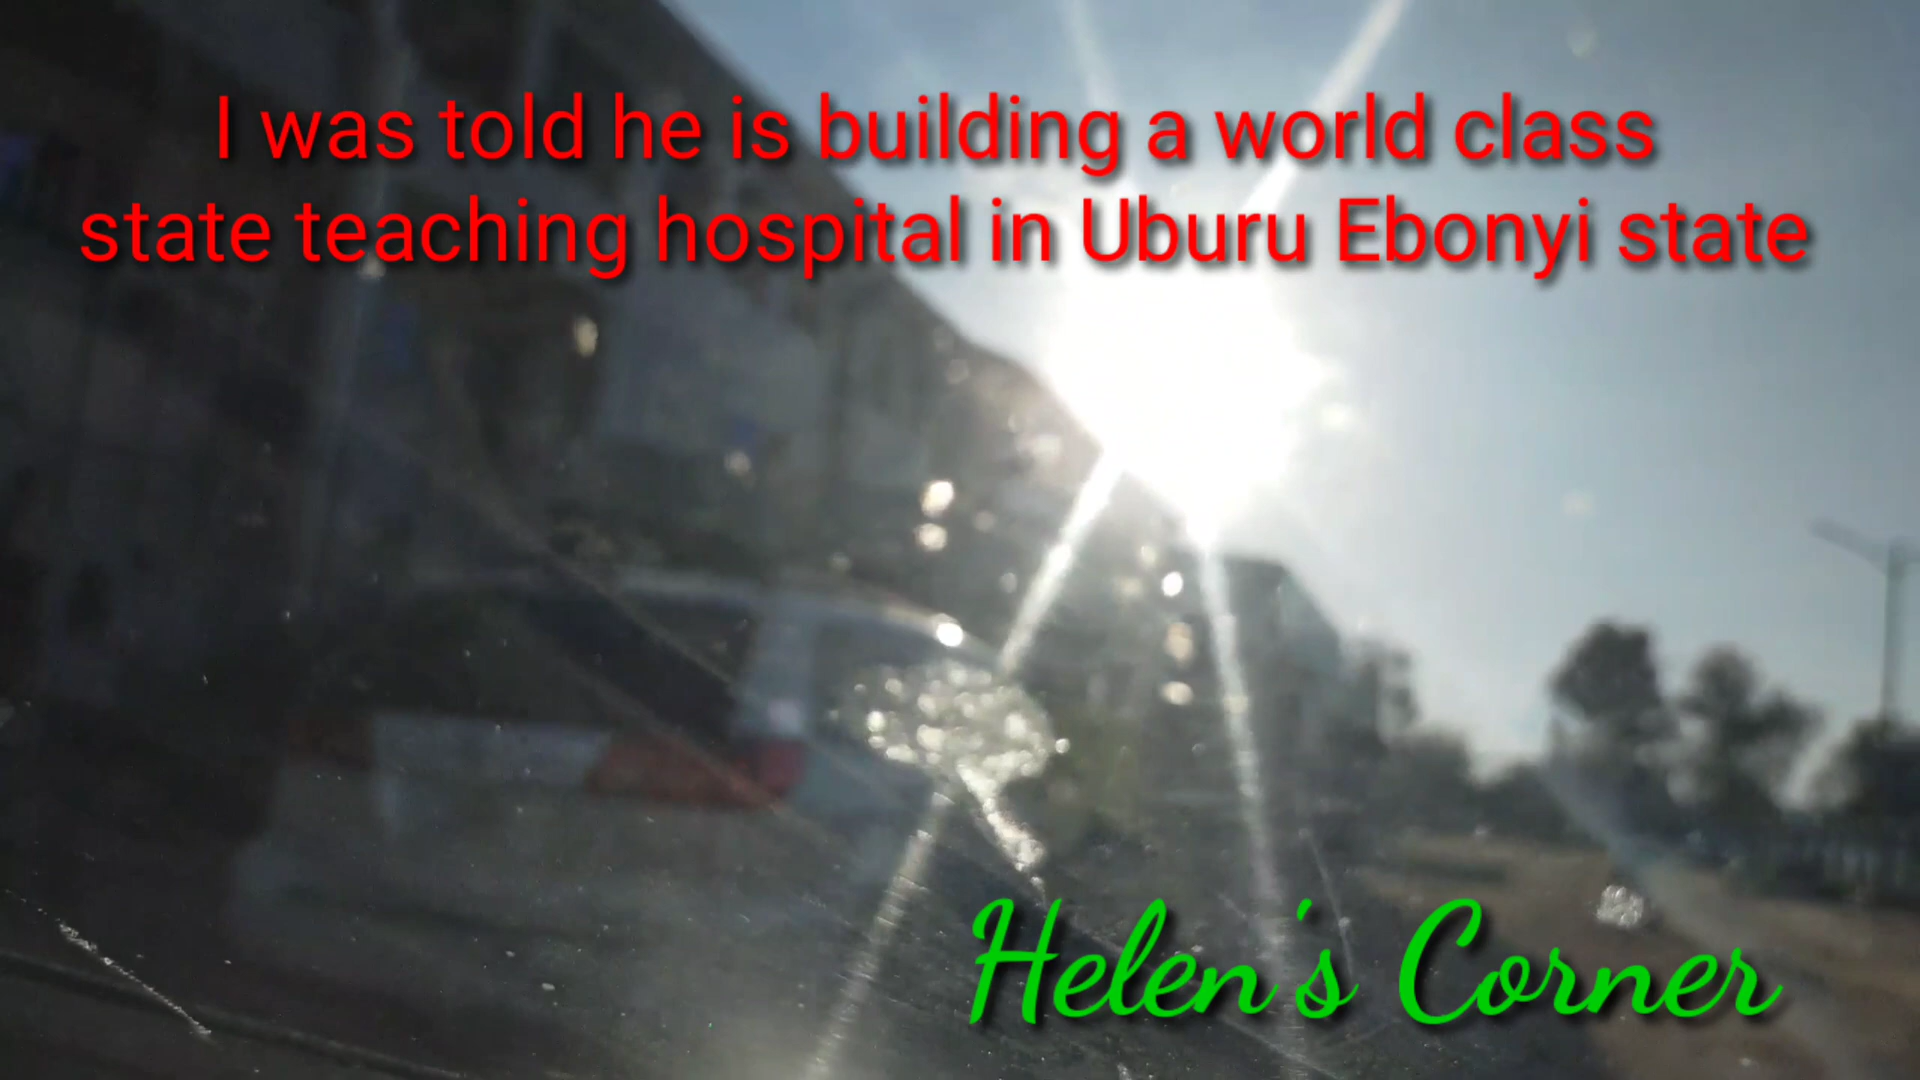 I was told he is building a world class
state teaching hospital in Uburu Ebonyi state
Helen's Corner